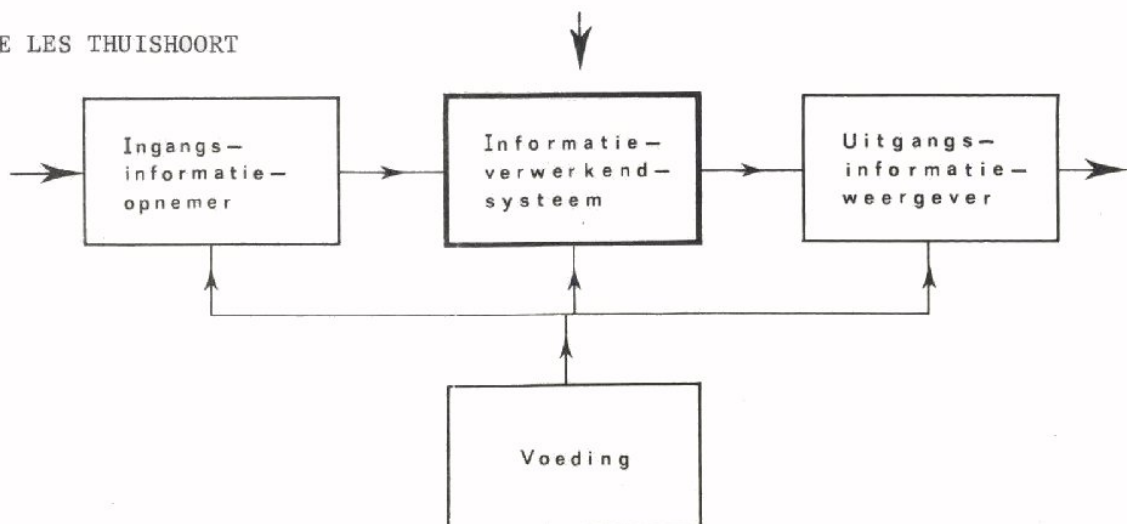 E LES THUISHOORT
Ingangs—
informatie—
opnemer
Informatie—
verwerkend—
systeem
Uitgangs—
informatie—
weergever
Voeding